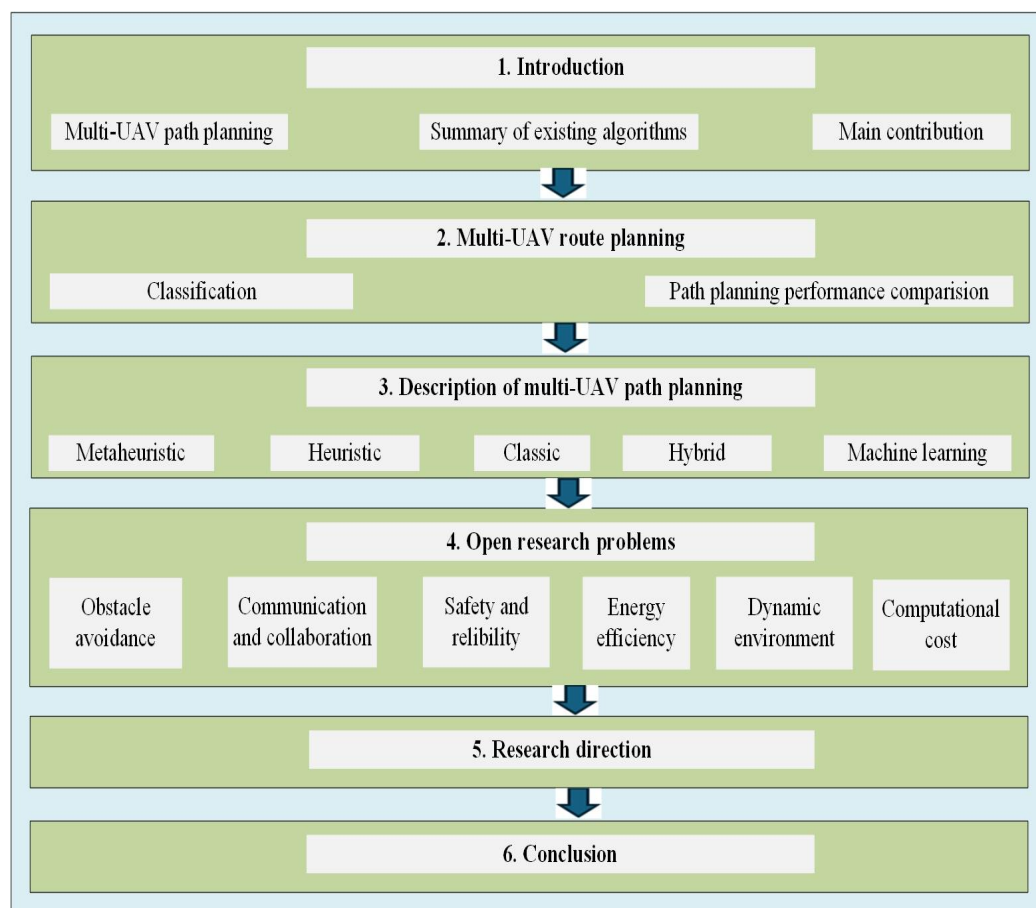 1. Introduction
Multi-UAV path planning
Summary of existing algorithms
Main contribution
2. Multi-UAV route planning
Classification
Path planning performance comparision
3. Description of multi-UAV path planning
Metaheuristic
Heuristic
Classic
Hybrid
Machine learning
4. Open research problems
Obstacle
avoidance
Communication
and collaboration
Safety and
relibility
Energy
efficiency
Dynamic
environment
Computational
cost
5. Research direction
6. Conclusion